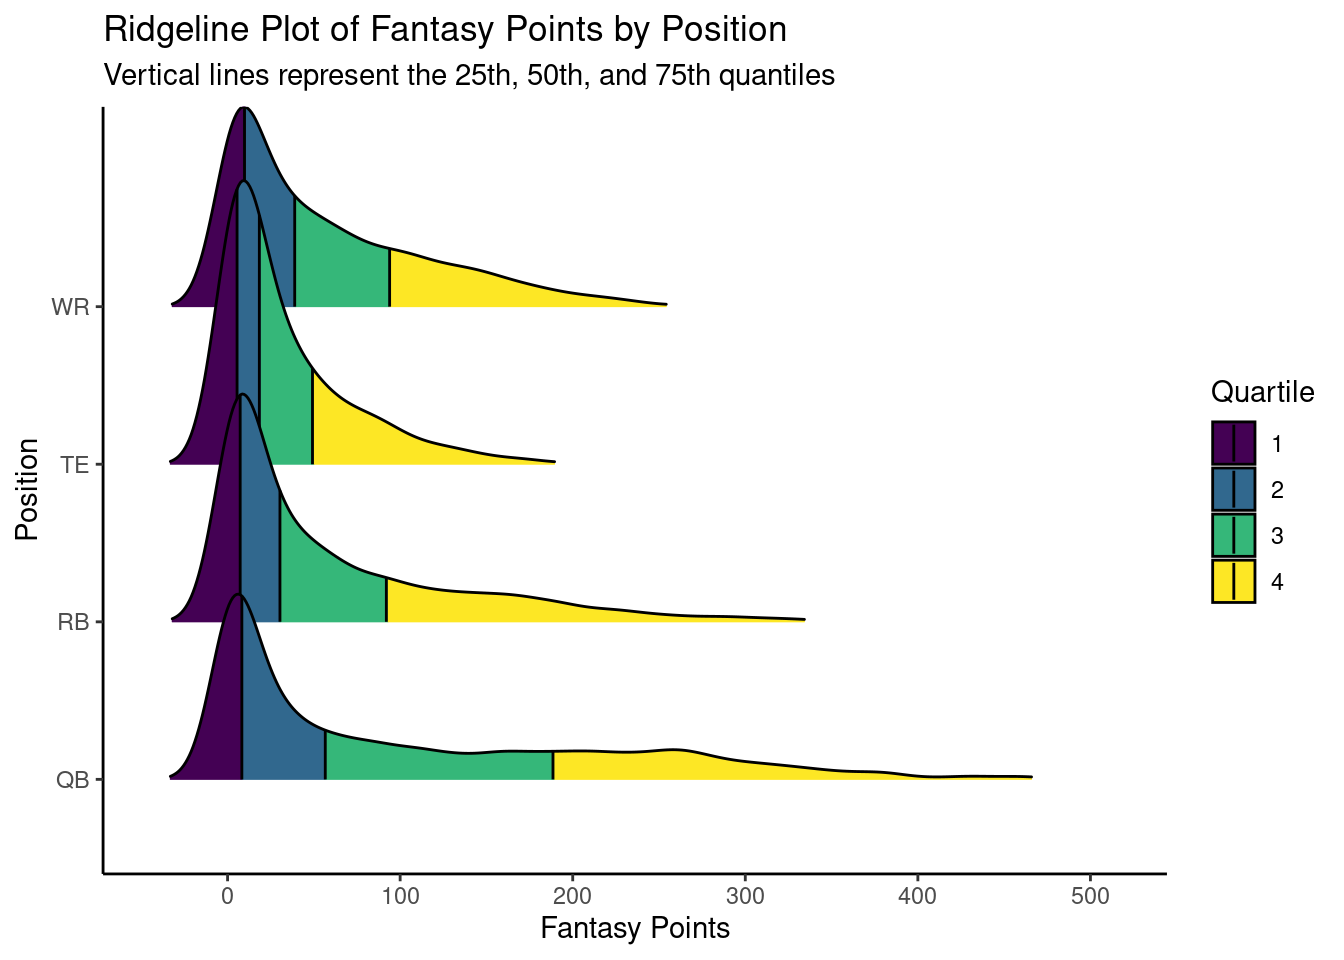 Ridgeline Plot of Fantasy Points by Position
Vertical lines represent the 25th, 50th, and 75th quantiles
Position
WR
TE
RB
QB
0 100 200 300 400 500
Fantasy Points
Quartile
1
2
3
4